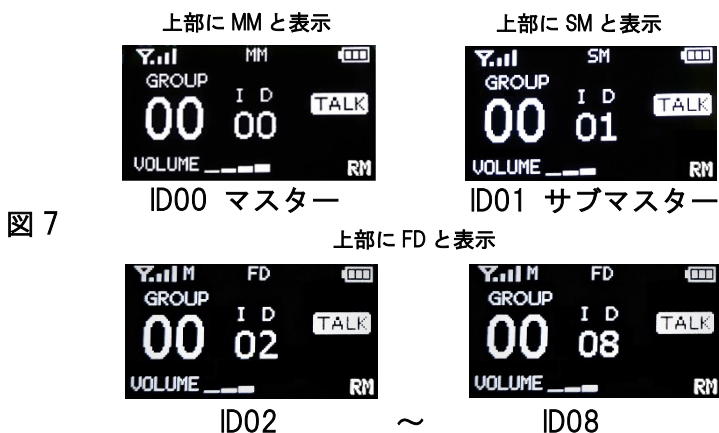 上部に MM と表示
上部に SM と表示
MM
GROUP
I D
00
00
TALK
VOLUME
RM
SM
GROUP
I D
00
01
TALK
VOLUME
RM
ID00 マスター
ID01 サブマスター
図 7
上部に FD と表示
M FD
GROUP
I D
00
02
TALK
VOLUME
RM
M FD
GROUP
I D
00
08
TALK
VOLUME
RM
ID02 ～ ID08